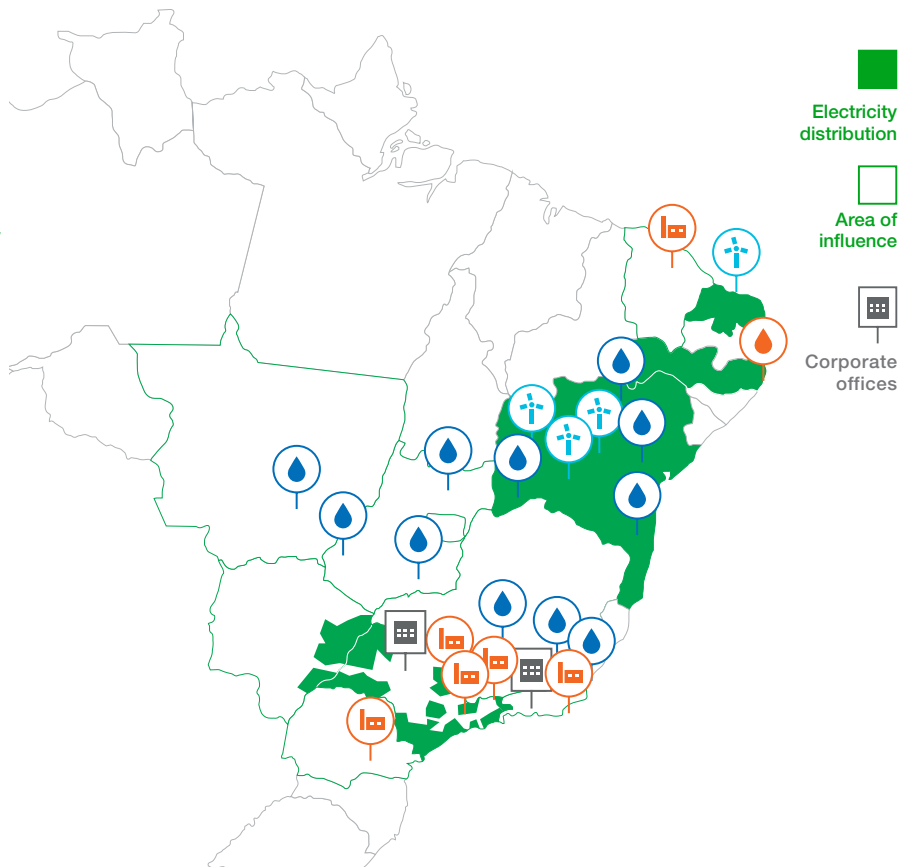 Electricity
distribution
Area of
influence
Corporate
offices